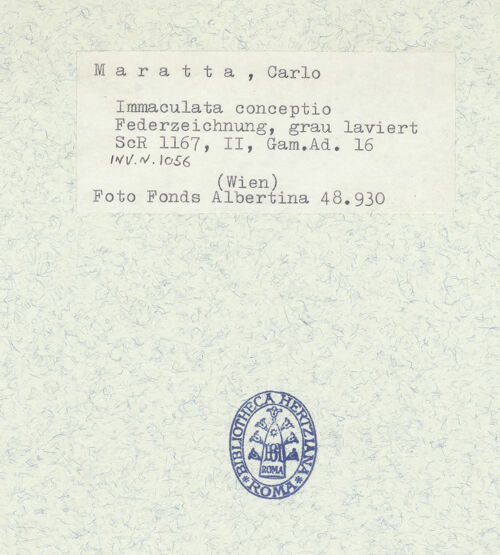 M a r a t t a , Carlo
Immaculata conceptio
Federzeichnung, grau laviert
ScR 1167, II, Gam.Ad. 16
INV.N. 1056
(Wien)
Foto Fonds Albertina 48.930
BIBLIOTHECA HERTZIANA
BH
ROMA
* ROMA *